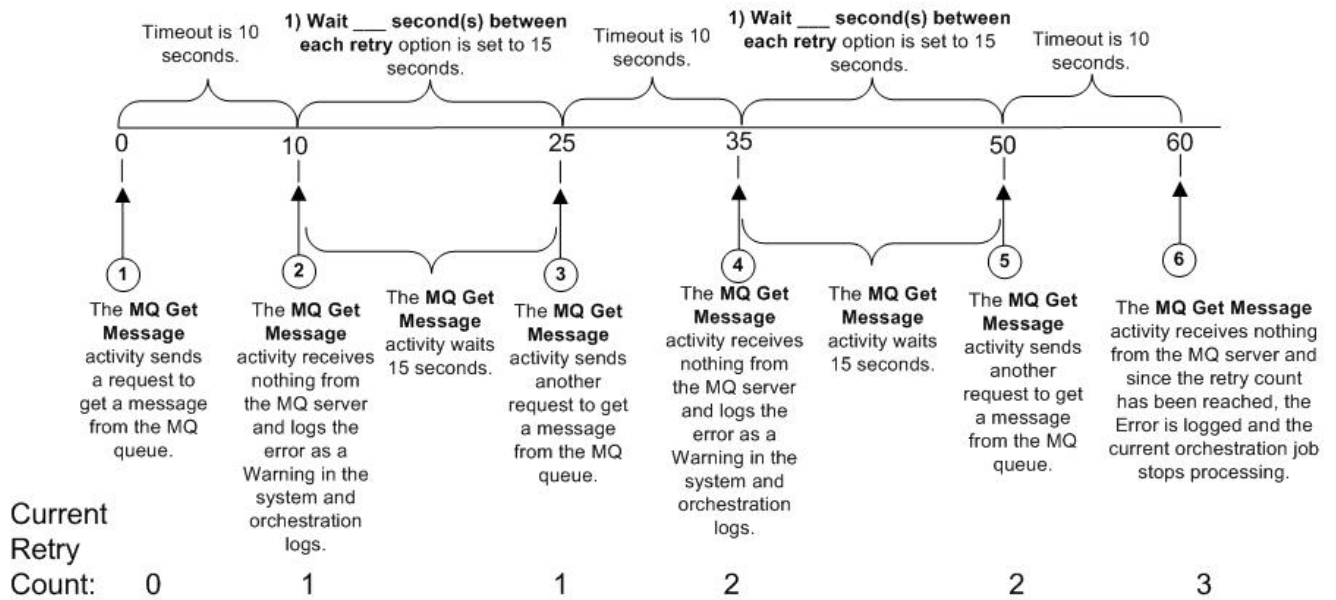 Timeout is 10
seconds.
1) Wait ___ second(s) between
each retry option is set to 15
seconds.
Timeout is 10
seconds.
1) Wait ___ second(s) between
each retry option is set to 15
seconds.
Timeout is 10
seconds.
0
10
25
35
50
60
1
The MQ Get
Message
activity sends
a request to
get a message
from the MQ
queue.
2
The MQ Get
Message
activity receives
nothing from
the MQ server
and logs the
error as a
Warning in the
system and
orchestration
logs.
The MQ Get
Message
activity waits
15 seconds.
3
The MQ Get
Message
activity sends
another
request to get
a message
from the MQ
queue.
4
The MQ Get
Message
activity receives
nothing from
the MQ server
and logs the
error as a
Warning in the
system and
orchestration
logs.
The MQ Get
Message
activity waits
15 seconds.
5
The MQ Get
Message
activity sends
another
request to get
a message
from the MQ
queue.
6
The MQ Get Message
activity receives nothing
from the MQ server and
since the retry count
has been reached, the
Error is logged and the
current orchestration job
stops processing.
Current
Retry
Count: 0 1 1 2 2 3